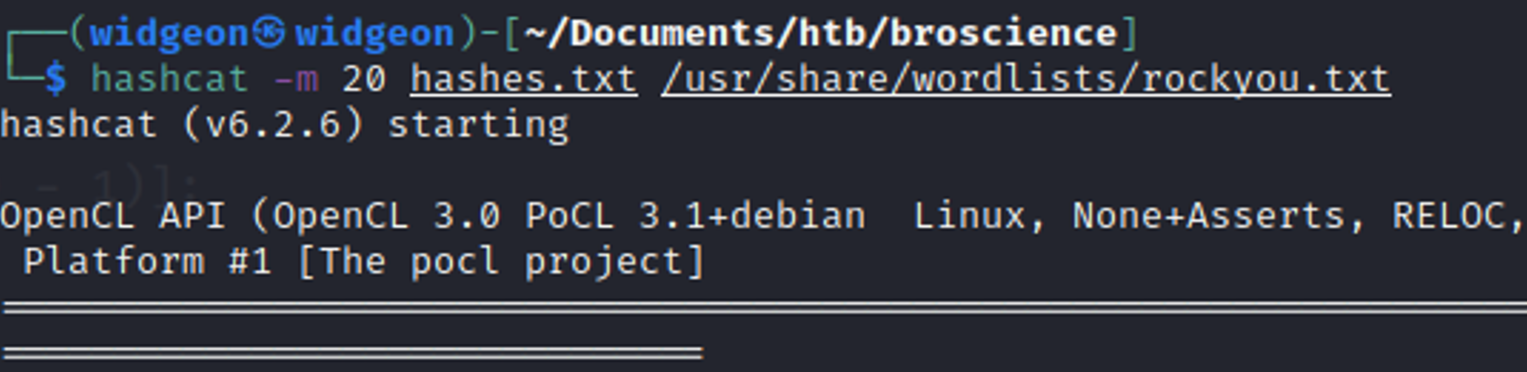 ┌──(widgeon㉿widgeon)-[~/Documents/htb/broscience]
└─$ hashcat -m 20 hashes.txt /usr/share/wordlists/rockyou.txt
hashcat (v6.2.6) starting
- 1)]:
OpenCL API (OpenCL 3.0 PoCL 3.1+debian  Linux, None+Asserts, RELOC,
 Platform #1 [The pocl project]